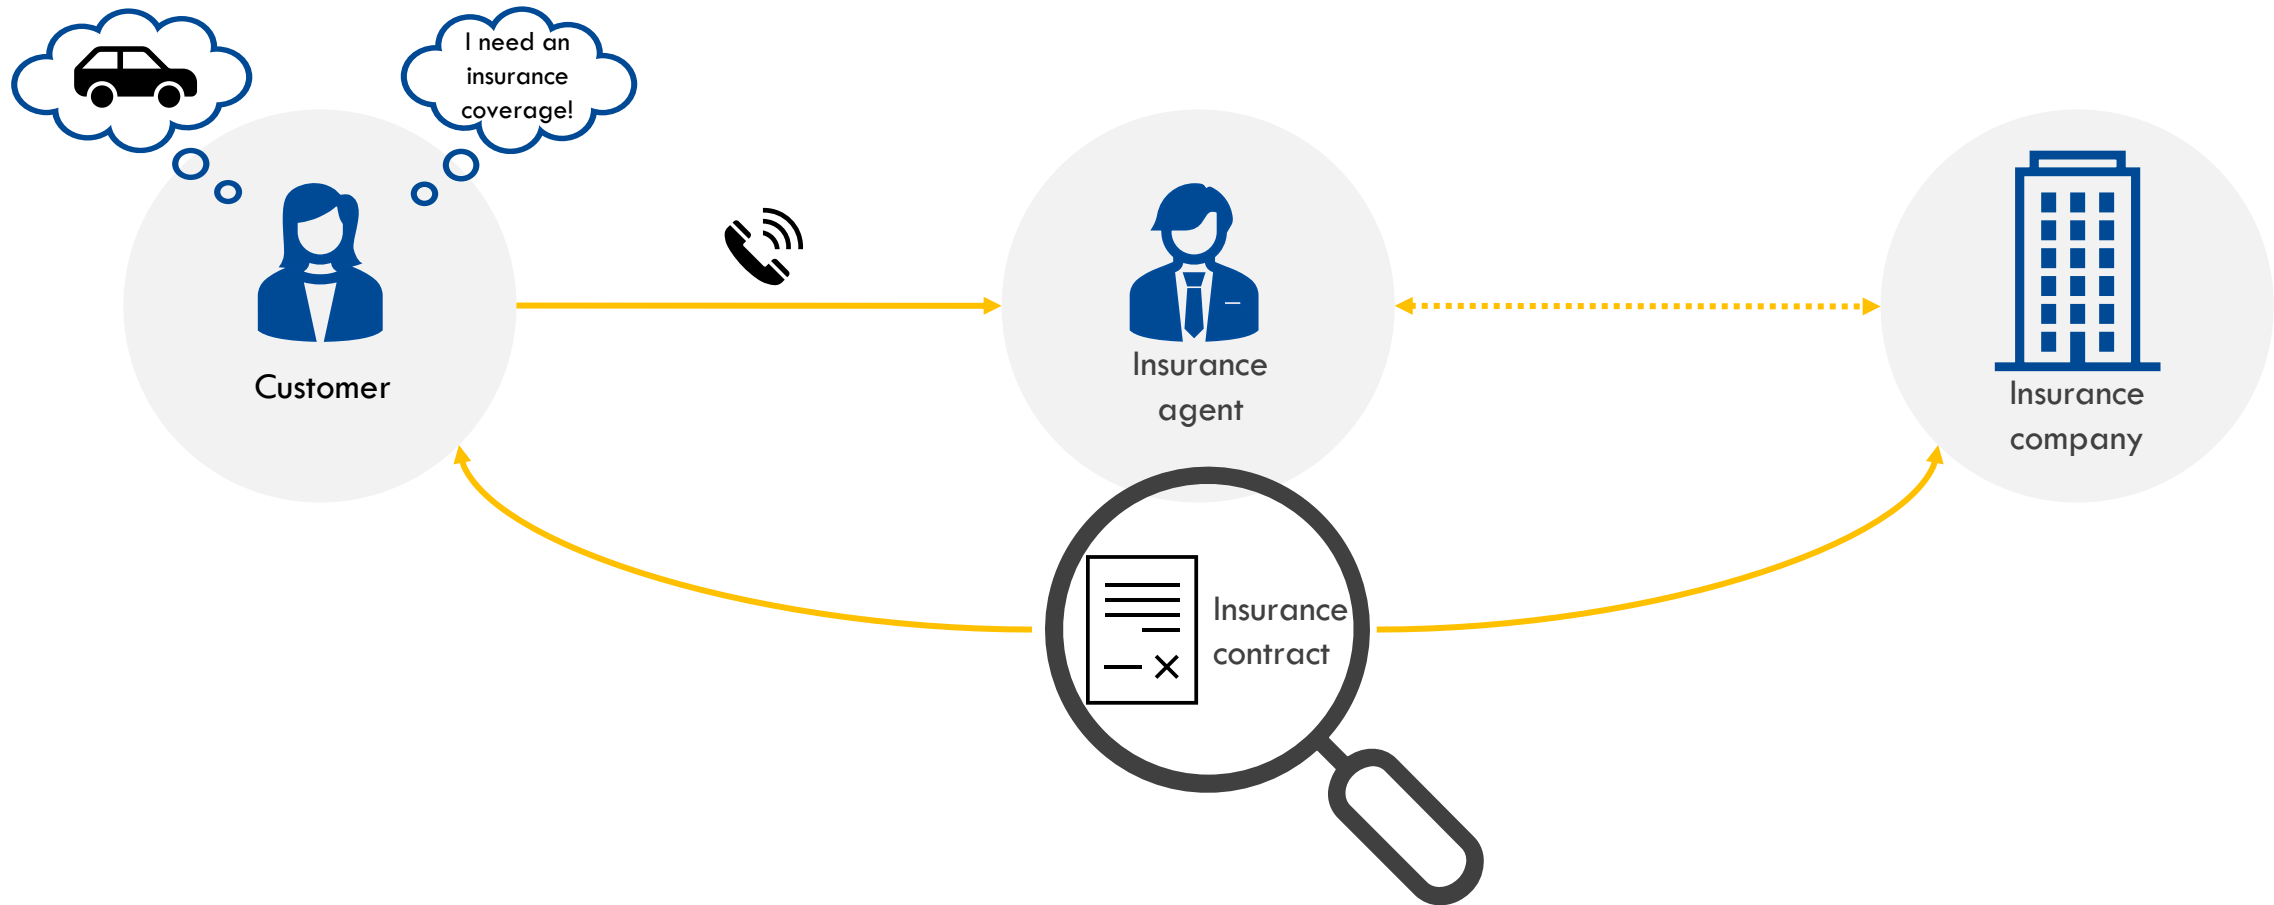 I need an
insurance
coverage!
Customer
Insurance
agent
Insurance
company
Insurance
contract